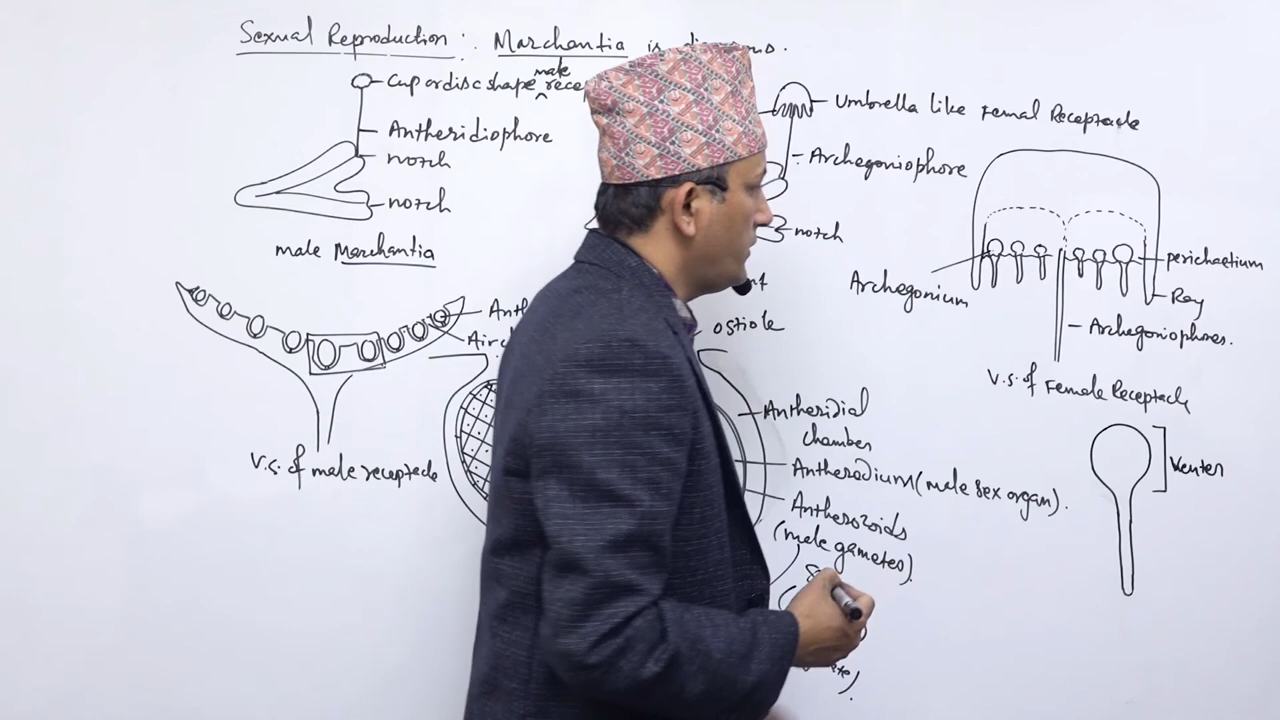 Sexual Reproduction: Marchantia is
Cup or disc shape male
Antheridiophore
notch
notch
male Marchantia
Umbrella like Femal Receptacle
Archegoniophore
notch
Archegonium
perichaetium
Ray
Archegoniophores.
V.S. of Female Receptacle
V.S. of male receptacle
ostiole
Antheridial
chamber
Antherodium (male sex organ).
Antherozoids
(male gametes).
Venter